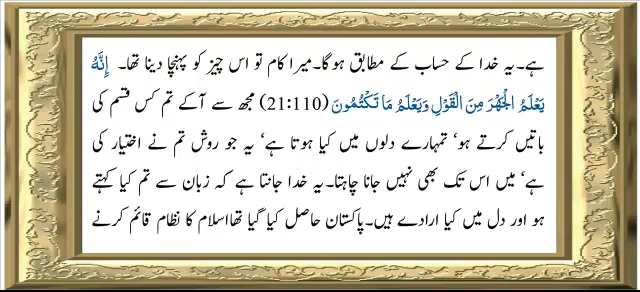 ہے۔یہ خدا کے حساب کے مطابق ہوگا۔میرا کام تو اس چیز کو پہنچا دینا تھا۔ اِنَّهٗ
يَعْلَمُ الْجَهْرَ مِنَ الْقَوْلِ وَيَعْلَمُ مَا تَكْتُمُونَ (21:110) مجھ سے آکے تم کس قسم کی
باتیں کرتے ہو‘ تمہارے دلوں میں کیا ہوتا ہے‘ یہ جو روش تم نے اختیار کی
ہے‘ میں اس تک بھی نہیں جانا چاہتا۔یہ خدا جانتا ہے کہ زبان سے تم کیا کہتے
ہو اور دل میں کیا ارادے ہیں۔پاکستان حاصل کیا گیا تھااسلام کا نظام قائم کرنے